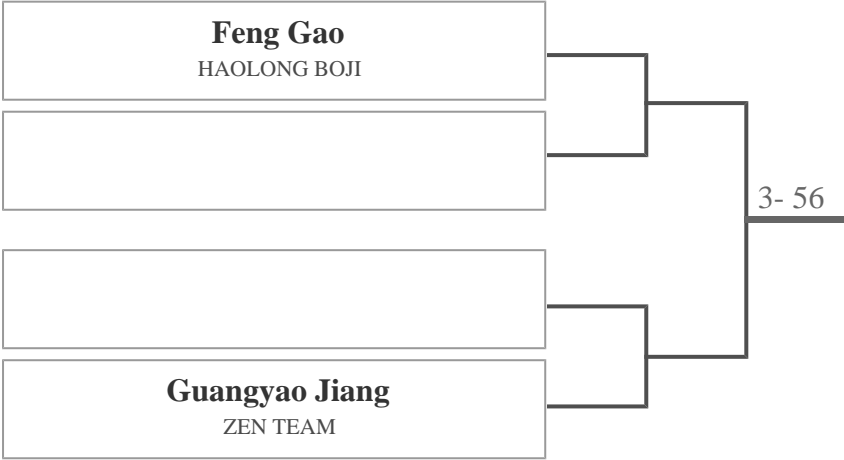 Feng Gao
HAOLONG BOJI
3- 56
Guangyao Jiang
ZEN TEAM